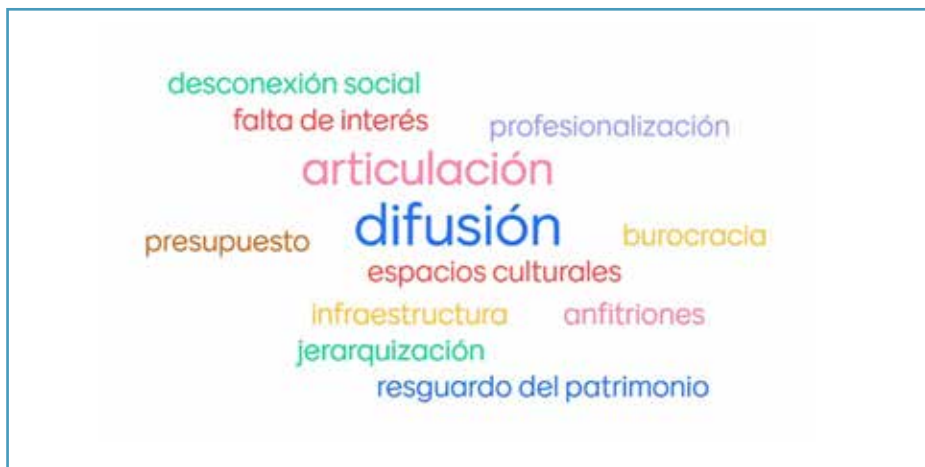 desconexión social
falta de interés
profesionalización
articulación
difusión
presupuesto
burocracia
espacios culturales
infraestructura
anfitriones
jerarquización
resguardo del patrimonio